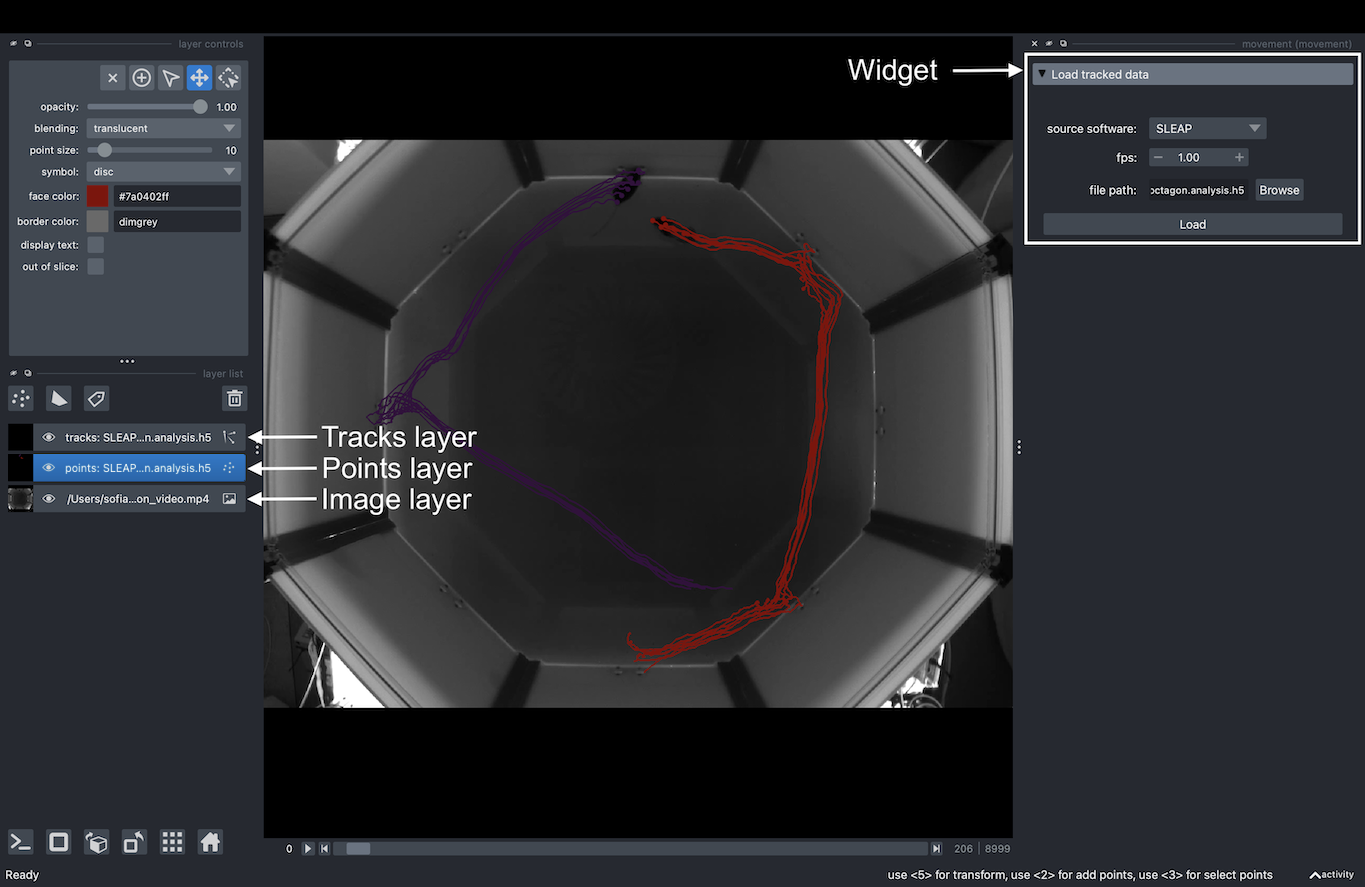 layer controls
opacity: 1.00
blending: translucent
point size: 10
symbol: disc
face color: #7a0402ff
border color: dimgrey
display text:
out of slice:
layer list
tracks: SLEAP...n.analysis.h5
points: SLEAP...n.analysis.h5
/Users/sofia...on_video.mp4
Widget
Tracks layer
Points layer
Image layer
movement (movement)
Load tracked data
source software: SLEAP
fps: 1.00
file path: octagon.analysis.h5 Browse
Load
0 206 8999
Ready
use <5> for transform, use <2> for add points, use <3> for select points
activity